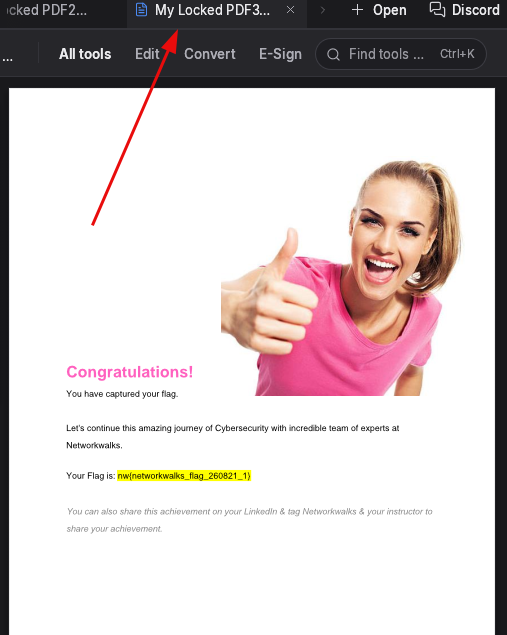 ocked PDF2...
My Locked PDF3...
Open
Discord
...
All tools
Edit
Convert
E-Sign
Find tools ...
Ctrl+K
Congratulations!
You have captured your flag.
Let's continue this amazing journey of Cybersecurity with incredible team of experts at
Networkwalks.
Your Flag is: nw{networkwalks_flag_260821_1}
You can also share this achievement on your LinkedIn & tag Networkwalks & your instructor to
share your achievement.